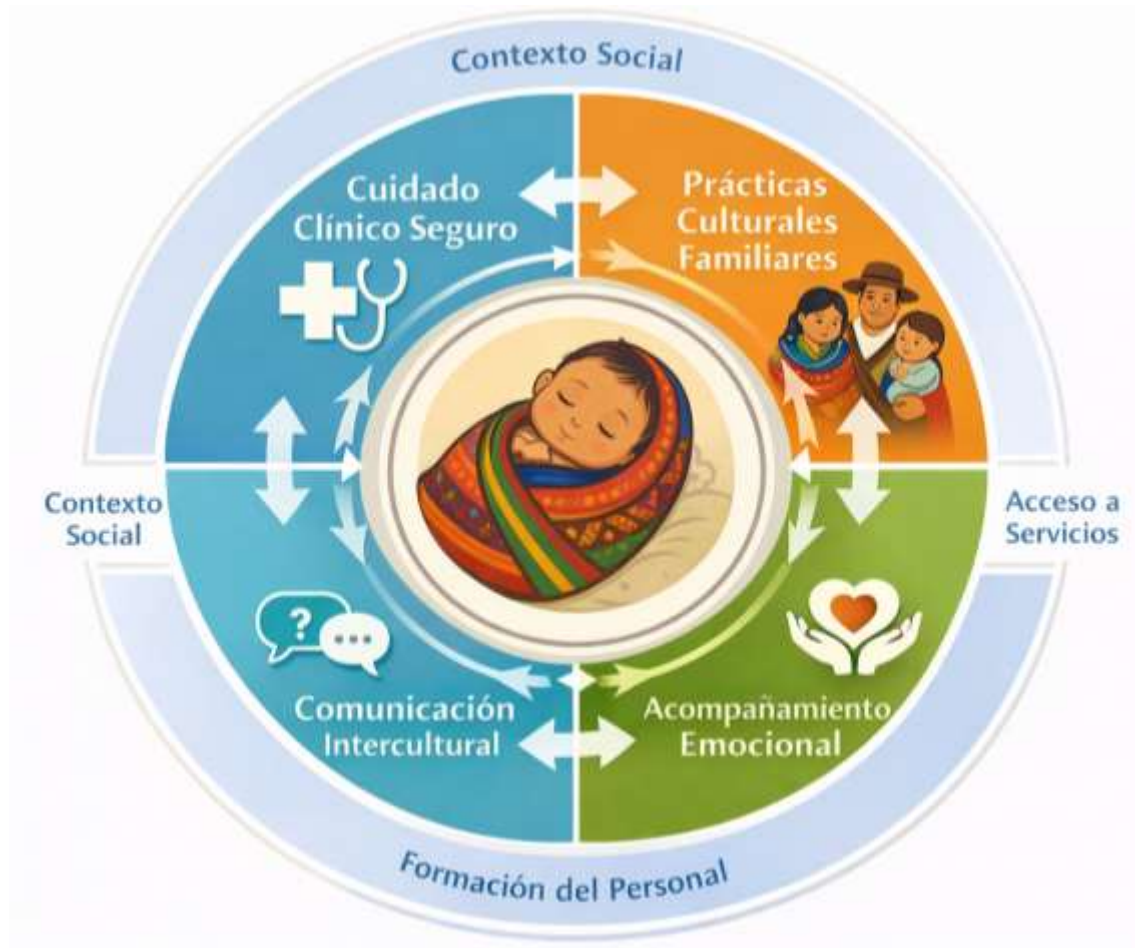 Contexto Social
Cuidado
Clínico Seguro
Prácticas
Culturales
Familiares
Contexto
Social
Acceso a
Servicios
?
Comunicación
Intercultural
Acompañamiento
Emocional
Formación del Personal